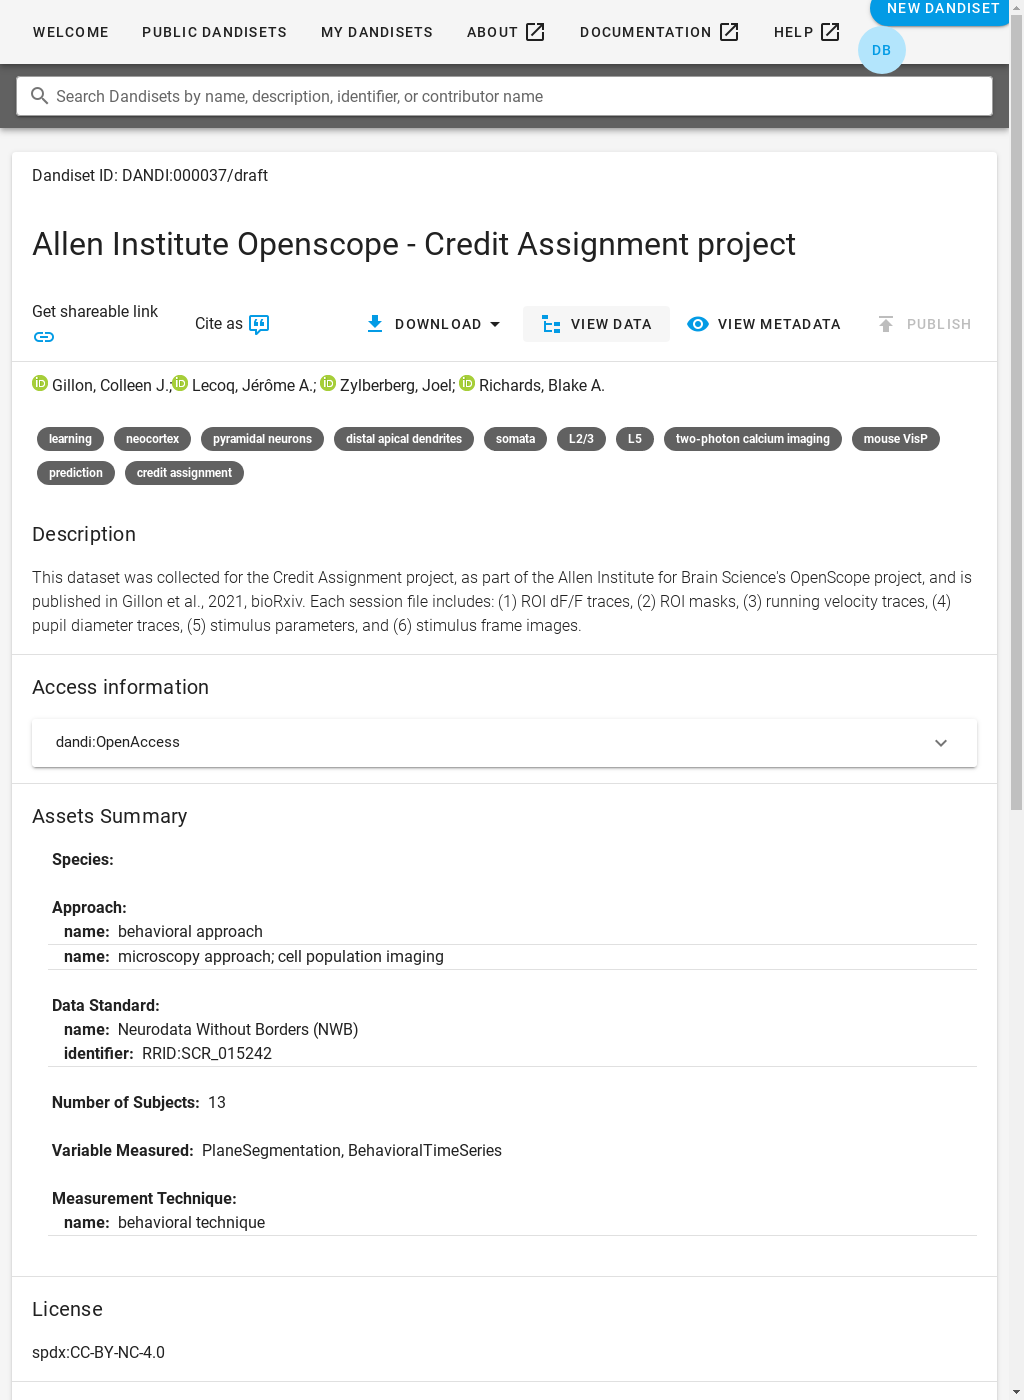 WELCOME PUBLIC DANDISETS MY DANDISETS ABOUT DOCUMENTATION HELP NEW DANDISET
DB
Search Dandisets by name, description, identifier, or contributor name
Dandiset ID: DANDI:000037/draft
Allen Institute Openscope - Credit Assignment project
Get shareable link Cite as DOWNLOAD VIEW DATA VIEW METADATA PUBLISH
Gillon, Colleen J.; Lecoq, Jérôme A.; Zylberberg, Joel; Richards, Blake A.
learning neocortex pyramidal neurons distal apical dendrites somata L2/3 L5 two-photon calcium imaging mouse VisP
prediction credit assignment
Description
This dataset was collected for the Credit Assignment project, as part of the Allen Institute for Brain Science's OpenScope project, and is
published in Gillon et al., 2021, bioRxiv. Each session file includes: (1) ROI dF/F traces, (2) ROI masks, (3) running velocity traces, (4)
pupil diameter traces, (5) stimulus parameters, and (6) stimulus frame images.
Access information
dandi:OpenAccess
Assets Summary
Species:
Approach:
name: behavioral approach
name: microscopy approach; cell population imaging
Data Standard:
name: Neurodata Without Borders (NWB)
identifier: RRID:SCR_015242
Number of Subjects: 13
Variable Measured: PlaneSegmentation, BehavioralTimeSeries
Measurement Technique:
name: behavioral technique
License
spdx:CC-BY-NC-4.0